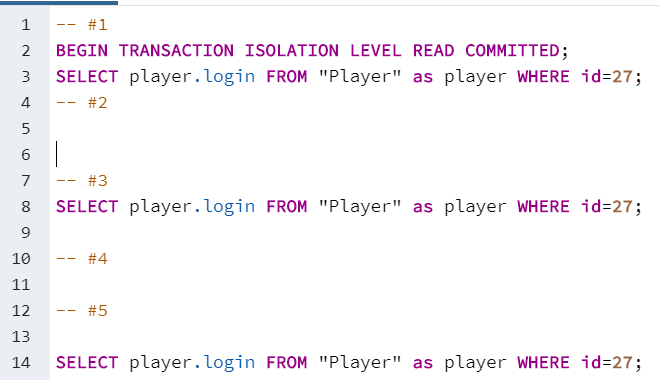 1 -- #1
2 BEGIN TRANSACTION ISOLATION LEVEL READ COMMITTED;
3 SELECT player.login FROM "Player" as player WHERE id=27;
4 -- #2
5
6
7 -- #3
8 SELECT player.login FROM "Player" as player WHERE id=27;
9
10 -- #4
11
12 -- #5
13
14 SELECT player.login FROM "Player" as player WHERE id=27;